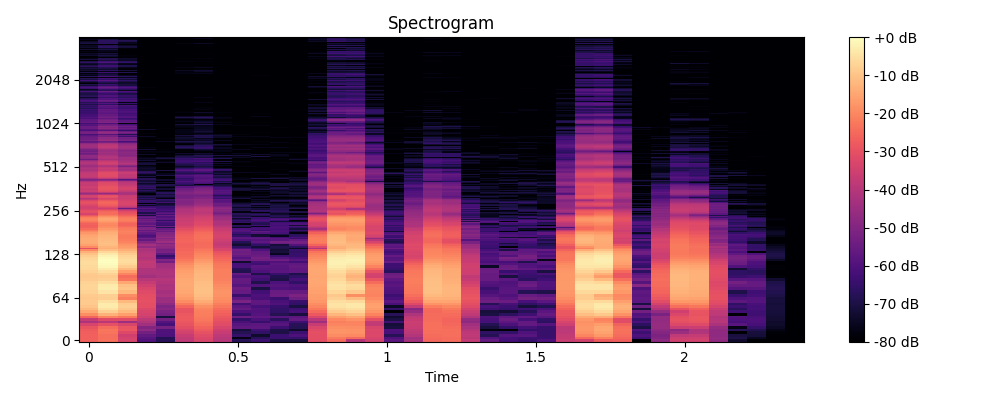 Spectrogram
Hz
2048
1024
512
256
128
64
0
0
0.5
1
1.5
2
Time
+0 dB
-10 dB
-20 dB
-30 dB
-40 dB
-50 dB
-60 dB
-70 dB
-80 dB